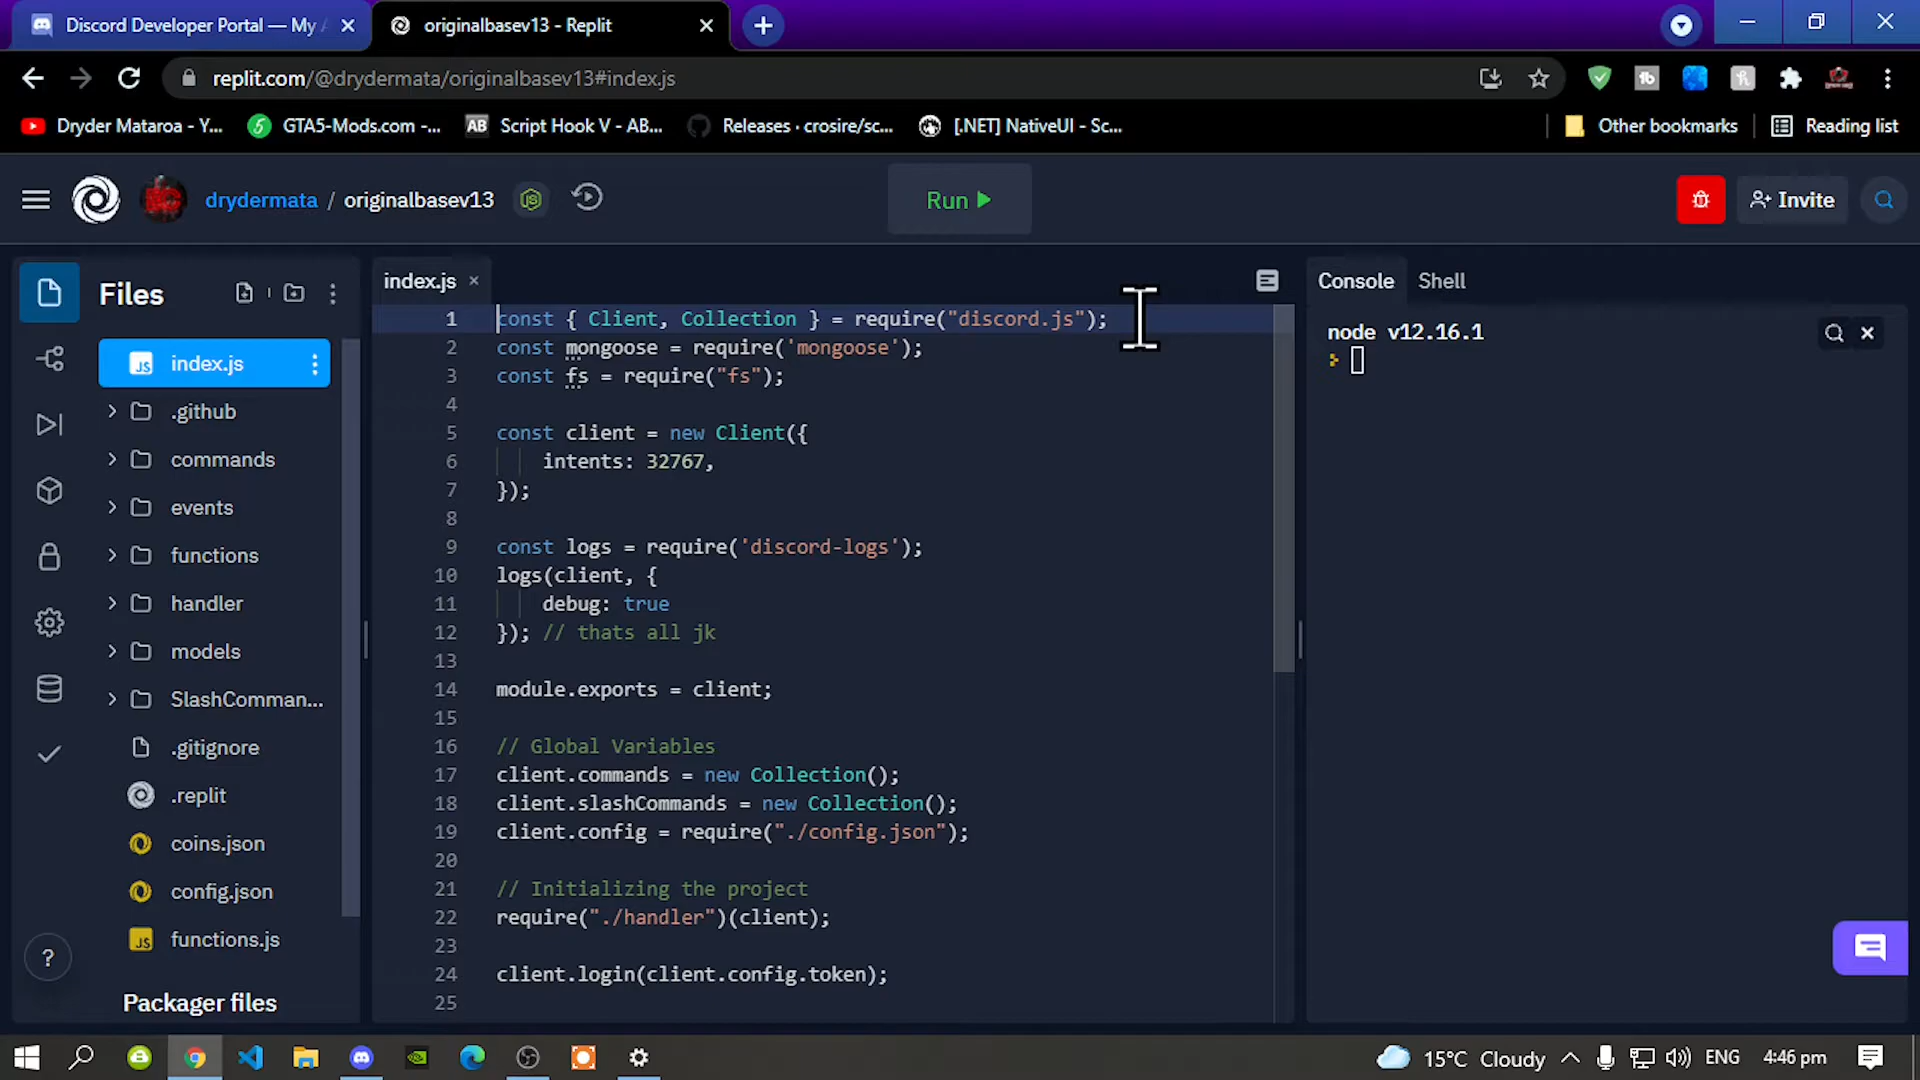 Discord Developer Portal — My
originalbasev13 - Replit
replit.com/@drydermata/originalbasev13#index.js
Dryder Mataroa - Y...
GTA5-Mods.com -...
AB Script Hook V - AB...
Releases · crosire/sc...
[.NET] NativeUI - Sc...
Other bookmarks
Reading list
drydermata / originalbasev13
Run
Invite
Files
index.js
.github
commands
events
functions
handler
models
SlashComman...
.gitignore
.replit
coins.json
config.json
functions.js
Packager files
index.js
1 const { Client, Collection } = require("discord.js");
2 const mongoose = require('mongoose');
3 const fs = require("fs");
4
5 const client = new Client({
6 intents: 32767,
7 });
8
9 const logs = require('discord-logs');
10 logs(client, {
11 debug: true
12 }); // thats all jk
13
14 module.exports = client;
15
16 // Global Variables
17 client.commands = new Collection();
18 client.slashCommands = new Collection();
19 client.config = require("./config.json");
20
21 // Initializing the project
22 require("./handler")(client);
23
24 client.login(client.config.token);
25
Console Shell
node v12.16.1
15°C Cloudy
ENG
4:46 pm